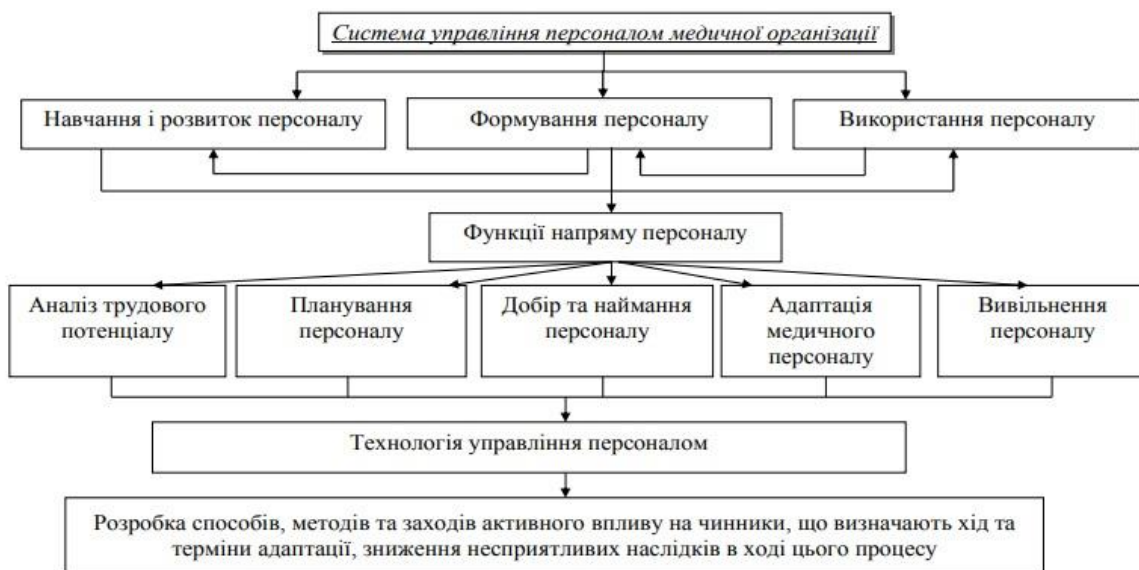 Система управління персоналом медичної організації
Навчання і розвиток персоналу
Формування персоналу
Використання персоналу
Функції напряму персоналу
Аналіз трудового
потенціалу
Планування
персоналу
Добір та наймання
персоналу
Адаптація
медичного
персоналу
Вивільнення
персоналу
Технологія управління персоналом
Розробка способів, методів та заходів активного впливу на чинники, що визначають хід та
терміни адаптації, зниження несприятливих наслідків в ході цього процесу